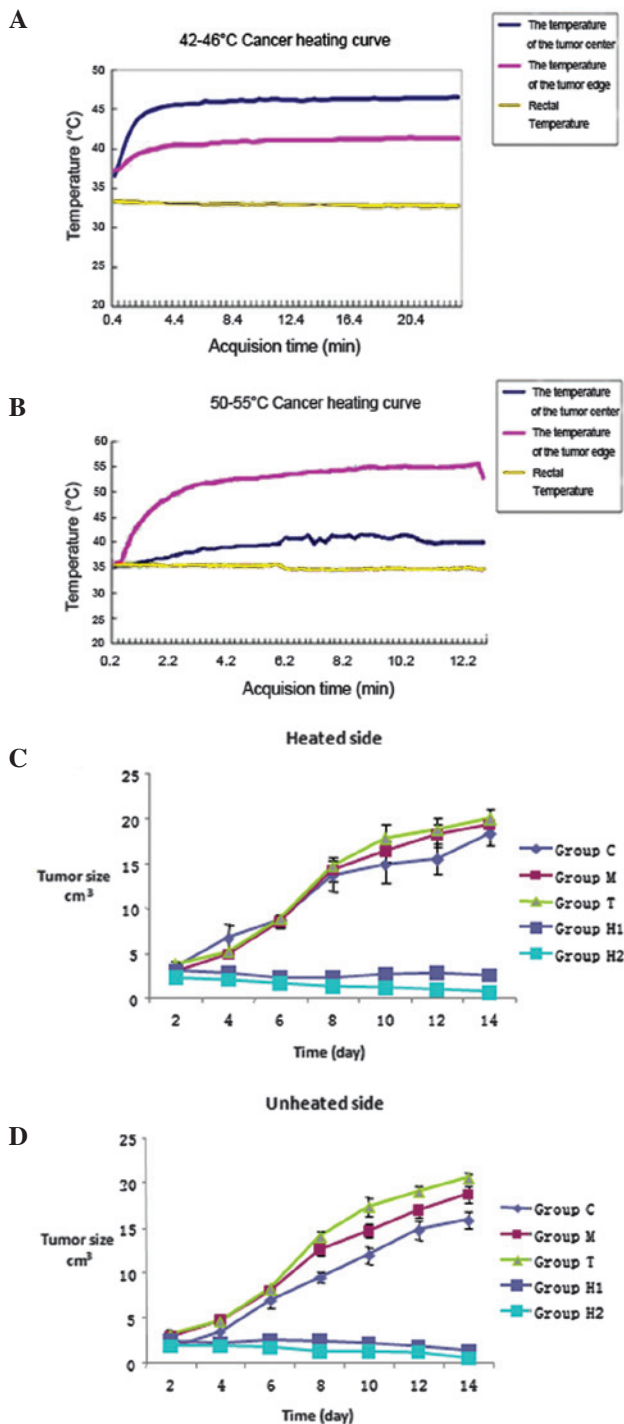 A
42-46°C Cancer heating curve
The temperature
of the tumor center
The temperature
of the tumor edge
Rectal
Temperature
Temperature (°C)
50
45
40
35
30
25
20
0.4 4.4 8.4 12.4 16.4 20.4
Acquision time (min)
B
50-55°C Cancer heating curve
The temperature
of the tumor center
The temperature
of the tumor edge
Rectal
Temperature
Temperature (°C)
60
55
50
45
40
35
30
25
20
0.2 2.2 4.2 6.2 8.2 10.2 12.2
Acquision time (min)
C
Heated side
Tumor size
cm³
25
20
15
10
5
0
2 4 6 8 10 12 14
Time (day)
Group C
Group M
Group T
Group H1
Group H2
D
Unheated side
Tumor size
cm³
25
20
15
10
5
0
2 4 6 8 10 12 14
Time (day)
Group C
Group M
Group T
Group H1
Group H2